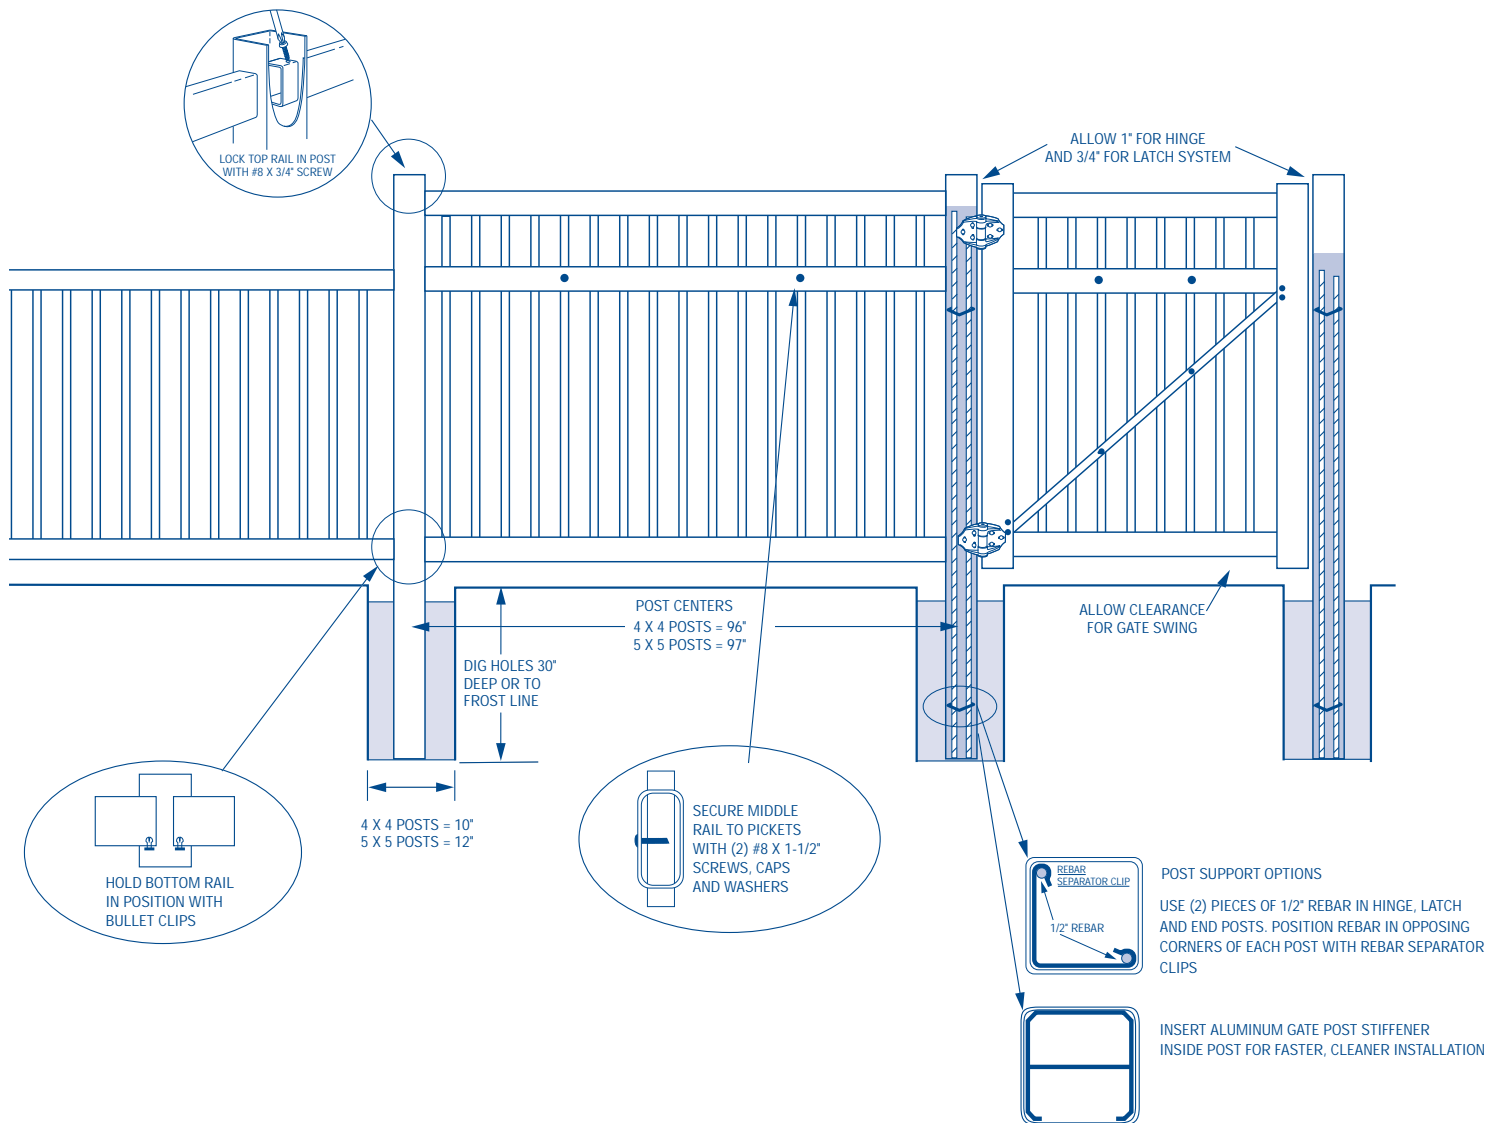 LOCK TOP RAIL IN POST
WITH #8 X 3/4" SCREW
ALLOW 1" FOR HINGE
AND 3/4" FOR LATCH SYSTEM
POST CENTERS
4 X 4 POSTS = 96"
5 X 5 POSTS = 97"
ALLOW CLEARANCE
FOR GATE SWING
DIG HOLES 30"
DEEP OR TO
FROST LINE
4 X 4 POSTS = 10"
5 X 5 POSTS = 12"
HOLD BOTTOM RAIL
IN POSITION WITH
BULLET CLIPS
SECURE MIDDLE
RAIL TO PICKETS
WITH (2) #8 X 1-1/2"
SCREWS, CAPS
AND WASHERS
REBAR
SEPARATOR CLIP
1/2" REBAR
POST SUPPORT OPTIONS
USE (2) PIECES OF 1/2" REBAR IN HINGE, LATCH
AND END POSTS. POSITION REBAR IN OPPOSING
CORNERS OF EACH POST WITH REBAR SEPARATOR
CLIPS
INSERT ALUMINUM GATE POST STIFFENER
INSIDE POST FOR FASTER, CLEANER INSTALLATION